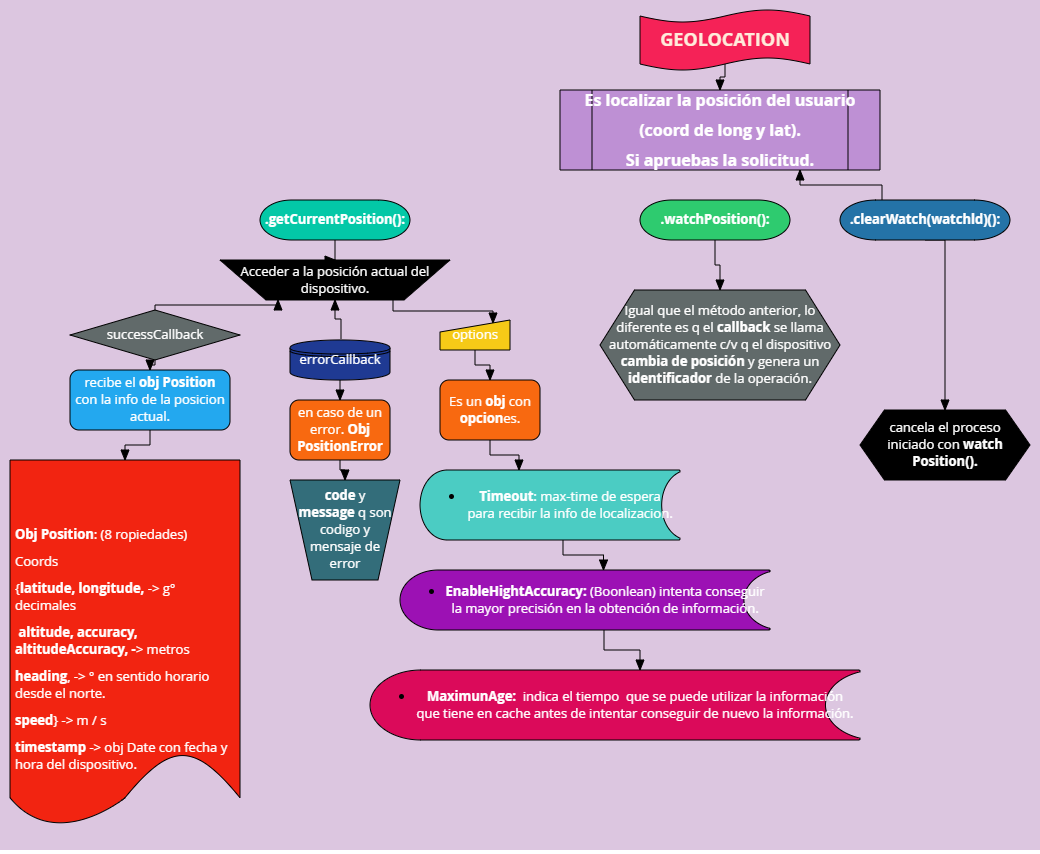 GEOLOCATION
Es localizar la posición del usuario
(coord de long y lat).
Si apruebas la solicitud.
.getCurrentPosition():
.watchPosition():
.clearWatch(watchId)():
Acceder a la posición actual del
dispositivo.
successCallback
errorCallback
options
Igual que el método anterior, lo
diferente es q el callback se llama
automáticamente c/v q el dispositivo
cambia de posición y genera un
identificador de la operación.
recibe el obj Position
con la info de la posicion
actual.
en caso de un
error. Obj
PositionError
Es un obj con
opciones.
cancela el proceso
iniciado con watch
Position().
code y
message q son
codigo y
mensaje de
error
• Timeout: max-time de espera
para recibir la info de localizacion.
Obj Position: (8 ropiedades)
Coords
{latitude, longitude, -> gº
decimales
altitude, accuracy,
altitudeAccuracy, -> metros
heading, -> º en sentido horario
desde el norte.
speed} -> m / s
timestamp -> obj Date con fecha y
hora del dispositivo.
• EnableHightAccuracy: (Boonlean) intenta conseguir
la mayor precisión en la obtención de información.
• MaximunAge: indica el tiempo que se puede utilizar la información
que tiene en cache antes de intentar conseguir de nuevo la información.